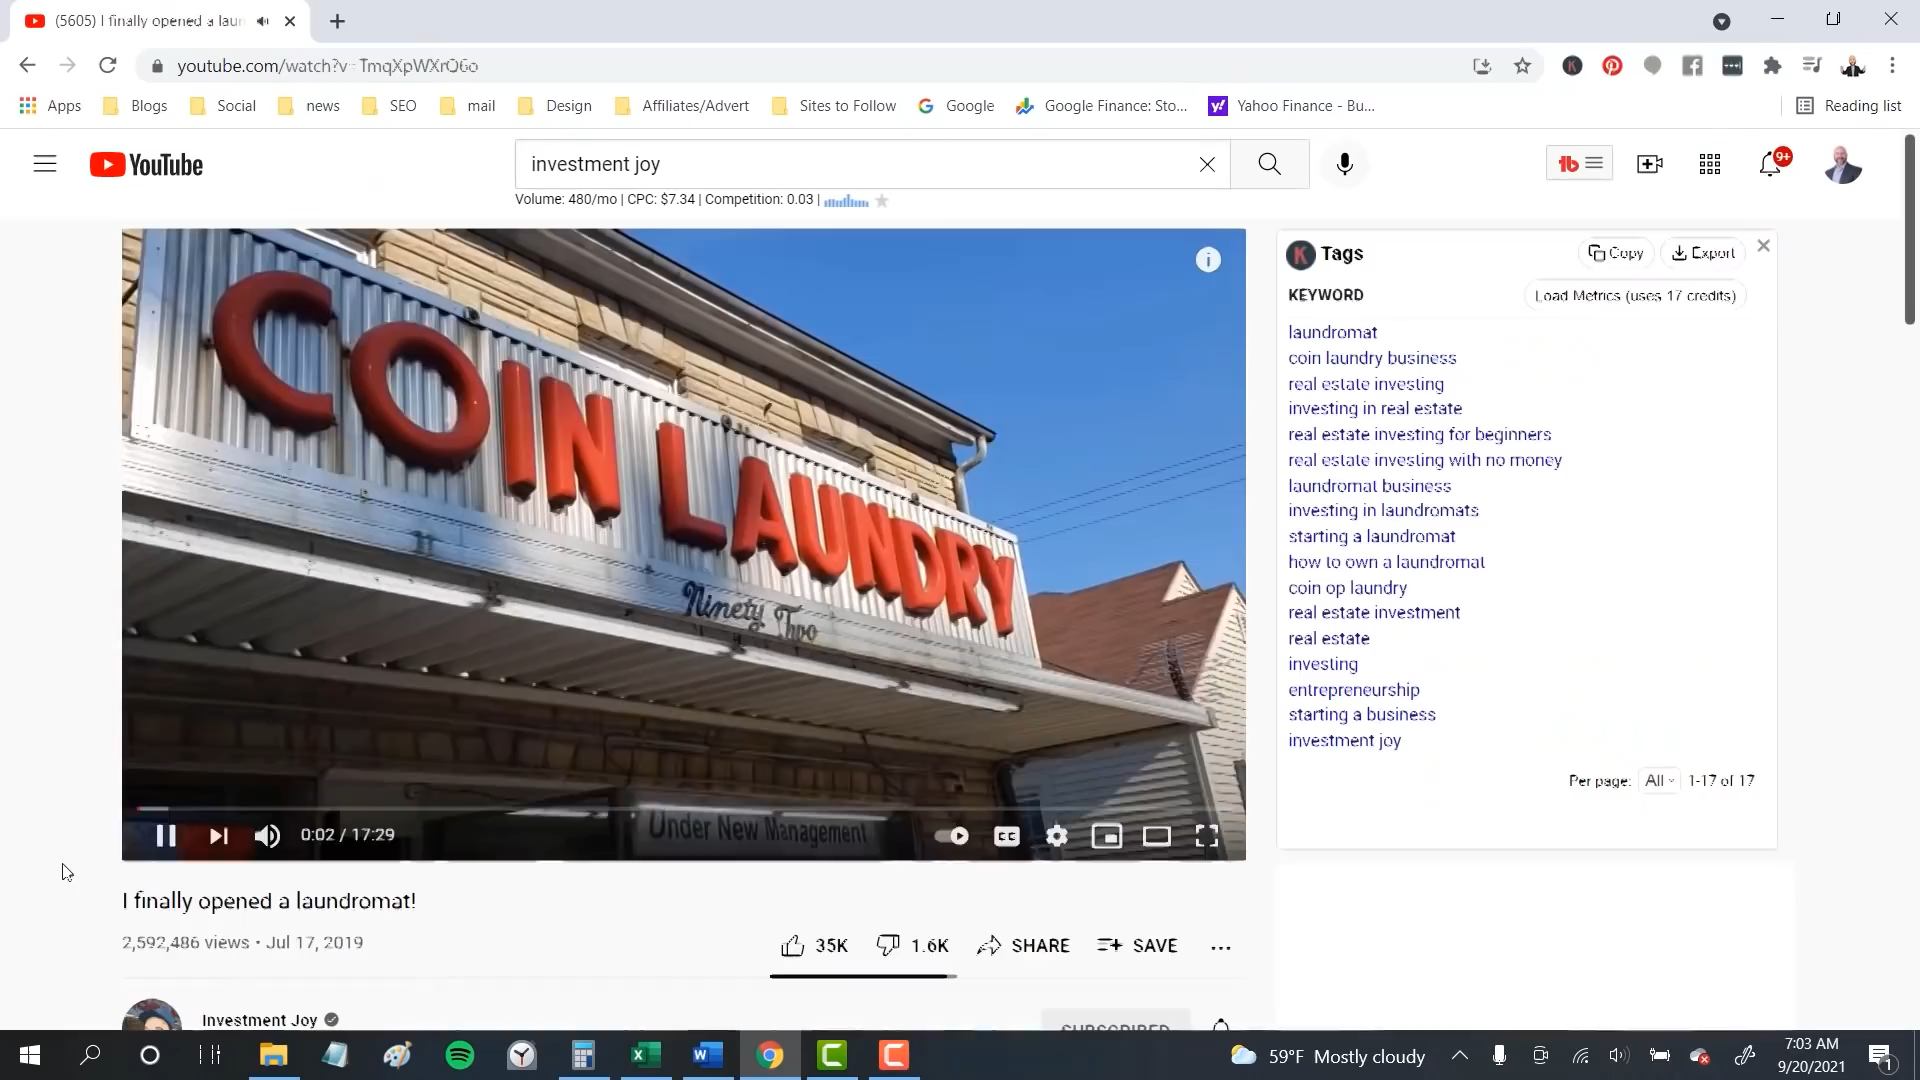 (5605) I finally opened a laun
youtube.com/watch?v=TmqXpWXrQ6o
Apps
Blogs
Social
news
SEO
mail
Design
Affiliates/Advert
Sites to Follow
Google
Google Finance: Sto...
Yahoo Finance - Bu...
Reading list
YouTube
investment joy
9+
Volume: 480/mo | CPC: $7.34 | Competition: 0.03 |
COIN LAUNDRY
Ninety Two
Under New Management
0:02 / 17:29
CC
K Tags
Copy
Export
KEYWORD
Load Metrics (uses 17 credits)
laundromat
coin laundry business
real estate investing
investing in real estate
real estate investing for beginners
real estate investing with no money
laundromat business
investing in laundromats
starting a laundromat
how to own a laundromat
coin op laundry
real estate investment
real estate
investing
entrepreneurship
starting a business
investment joy
Per page: All 1-17 of 17
I finally opened a laundromat!
2,592,486 views • Jul 17, 2019
35K
1.6K
SHARE
SAVE
Investment Joy
SUBSCRIBED
59°F Mostly cloudy
7:03 AM
9/20/2021
1